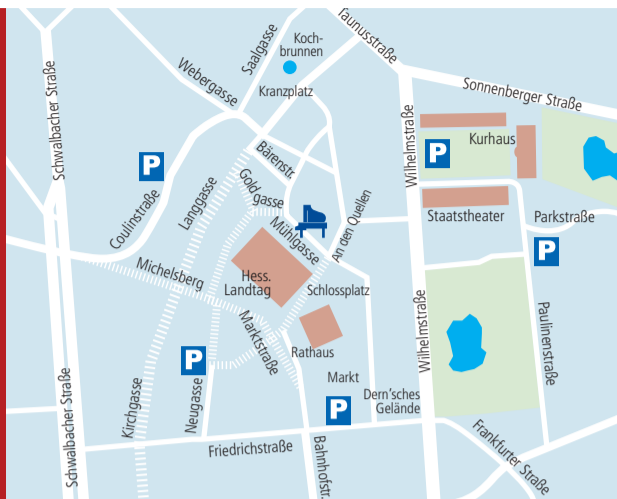 Taunusstraße
Saalgasse
Koch-
brunnen
Kranzplatz
Webergasse
Sonnenberger Straße
Schwalbacher Straße
Wilhelmstraße
Kurhaus
P
P
Bärenstr.
Langgasse
Gold
gasse
Coulinstraße
An den Quellen
Staatstheater
Parkstraße
Mühlgasse
P
Michelsberg
Hess.
Landtag
Schlossplatz
Marktstraße
Wilhelmstraße
Paulinenstraße
Rathaus
P
Markt
Dern'sches
Gelände
Kirchgasse
Neugasse
P
Schwalbacher Straße
Friedrichstraße
Bahnhofstr.
Frankfurter Straße